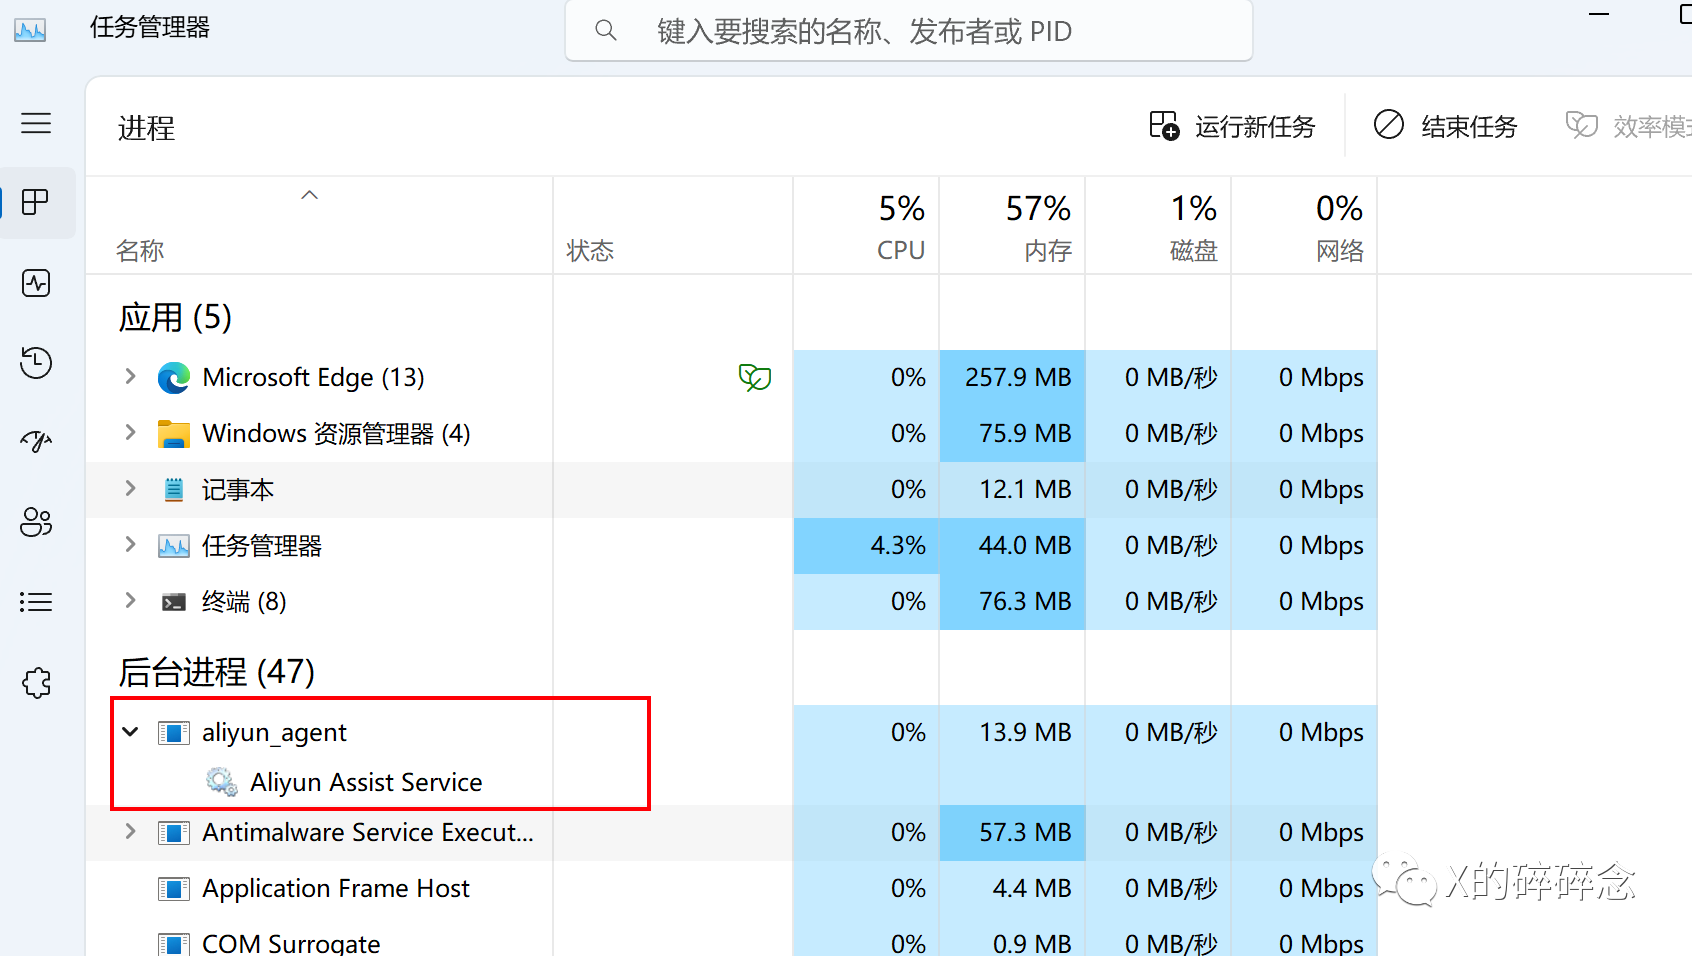 任务管理器
键入要搜索的名称、发布者或 PID
进程
运行新任务
结束任务
效率模
5% 57% 1% 0%
名称 状态 CPU 内存 磁盘 网络
应用 (5)
Microsoft Edge (13) 0% 257.9 MB 0 MB/秒 0 Mbps
Windows 资源管理器 (4) 0% 75.9 MB 0 MB/秒 0 Mbps
记事本 0% 12.1 MB 0 MB/秒 0 Mbps
任务管理器 4.3% 44.0 MB 0 MB/秒 0 Mbps
终端 (8) 0% 76.3 MB 0 MB/秒 0 Mbps
后台进程 (47)
aliyun_agent 0% 13.9 MB 0 MB/秒 0 Mbps
Aliyun Assist Service
Antimalware Service Execut... 0% 57.3 MB 0 MB/秒 0 Mbps
Application Frame Host 0% 4.4 MB 0 MB/秒 0 Mbps
COM Surrogate 0% 0.9 MB 0 MB/秒 0 Mbps
X的碎碎念